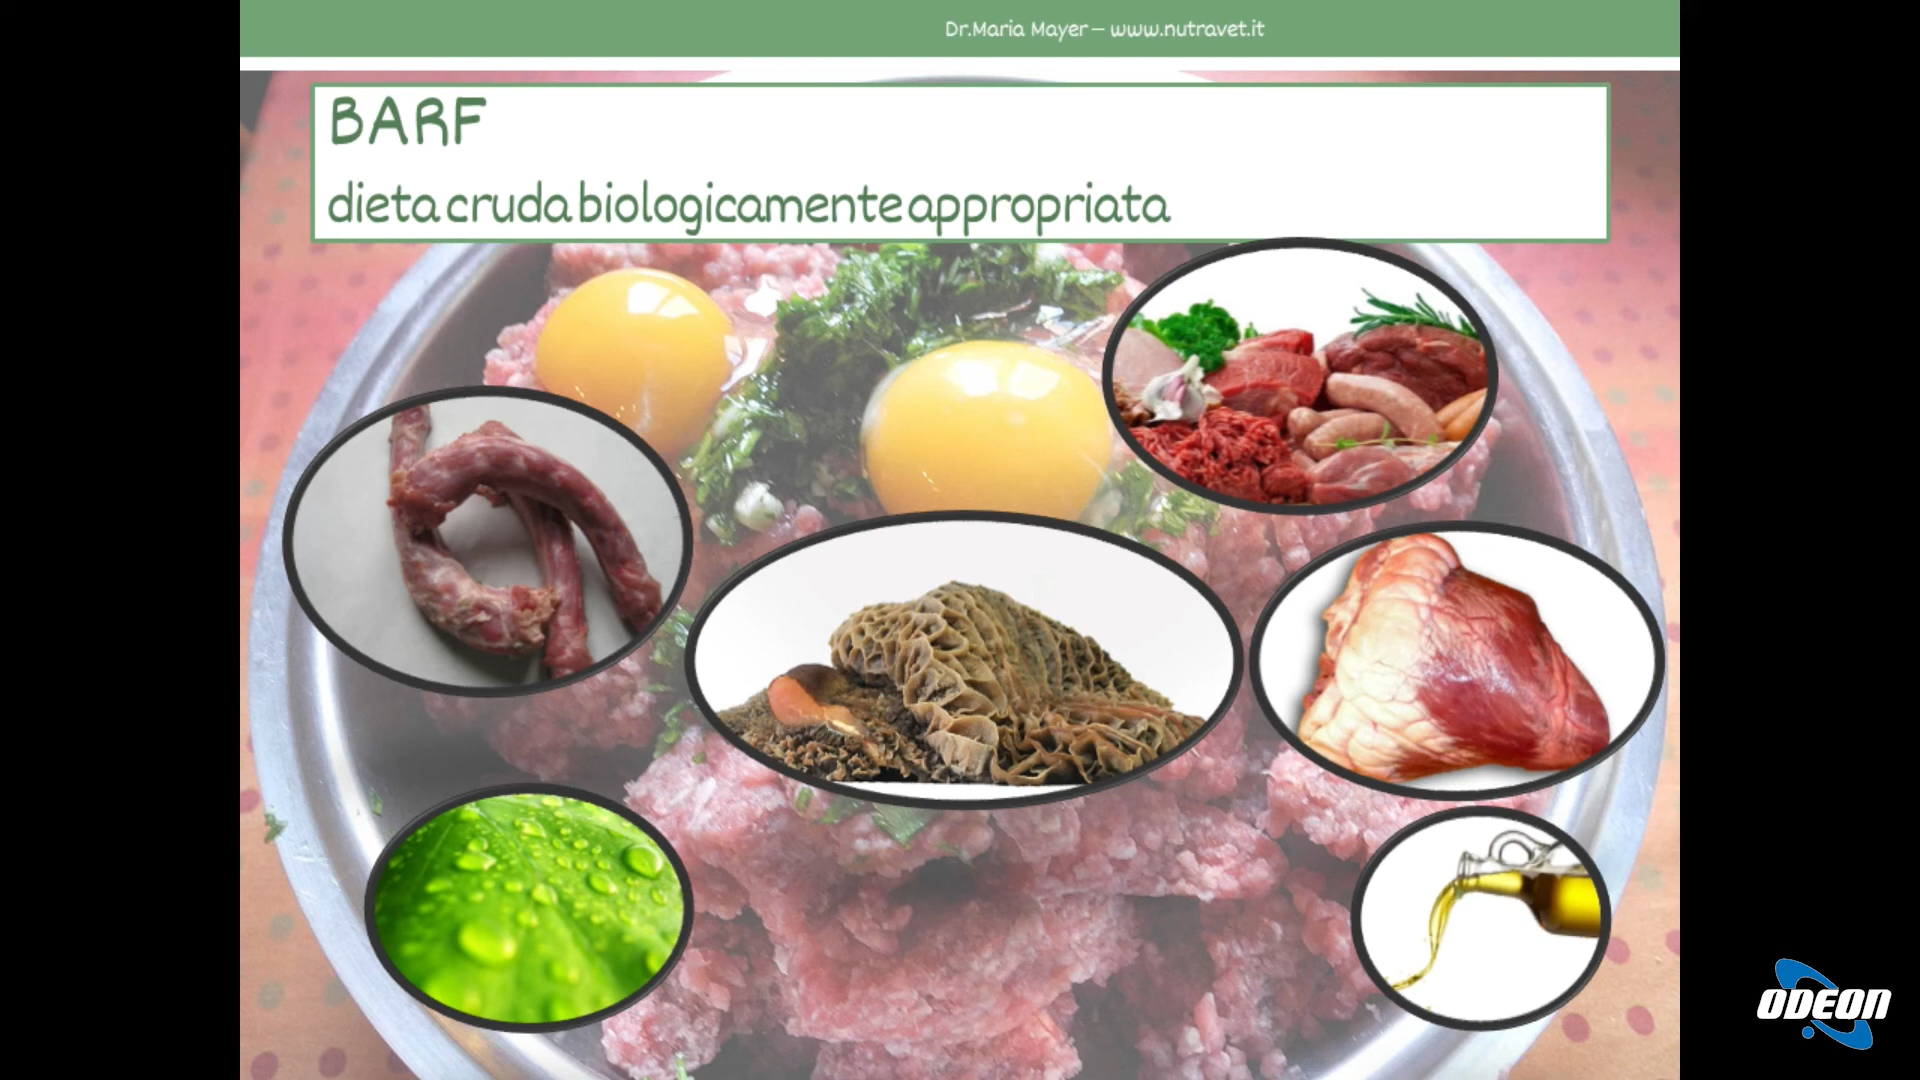 Dr.Maria Mayer – www.nutravet.it
BARF
dieta cruda biologicamente appropriata
ODEON